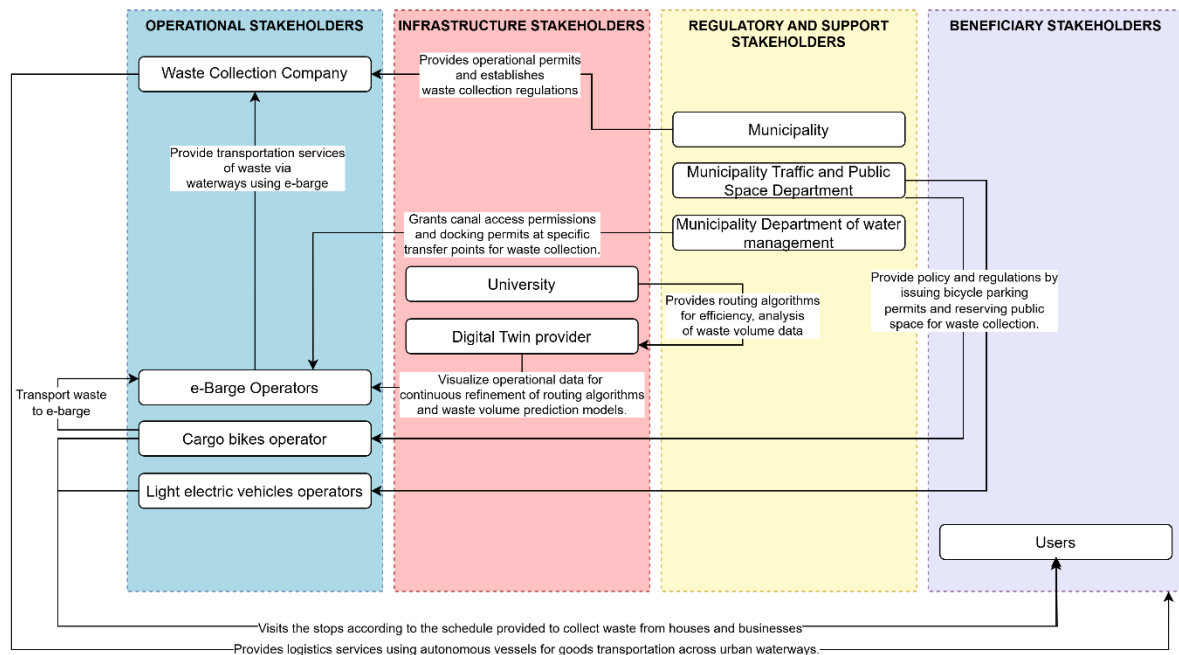 OPERATIONAL STAKEHOLDERS
INFRASTRUCTURE STAKEHOLDERS
REGULATORY AND SUPPORT
STAKEHOLDERS
BENEFICIARY STAKEHOLDERS
Waste Collection Company
Provides operational permits
and establishes
waste collection regulations
Municipality
Provide transportation services
of waste via
waterways using e-barge
Municipality Traffic and Public
Space Department
Grants canal access permissions
and docking permits at specific
transfer points for waste collection.
Municipality Department of water
management
University
Provides routing algorithms
for efficiency, analysis
of waste volume data
Provide policy and regulations by
issuing bicycle parking
permits and reserving public
space for waste collection.
Digital Twin provider
e-Barge Operators
Visualize operational data for
continuous refinement of routing algorithms
and waste volume prediction models.
Transport waste
to e-barge
Cargo bikes operator
Light electric vehicles operators
Users
Visits the stops according to the schedule provided to collect waste from houses and businesses
Provides logistics services using autonomous vessels for goods transportation across urban waterways.